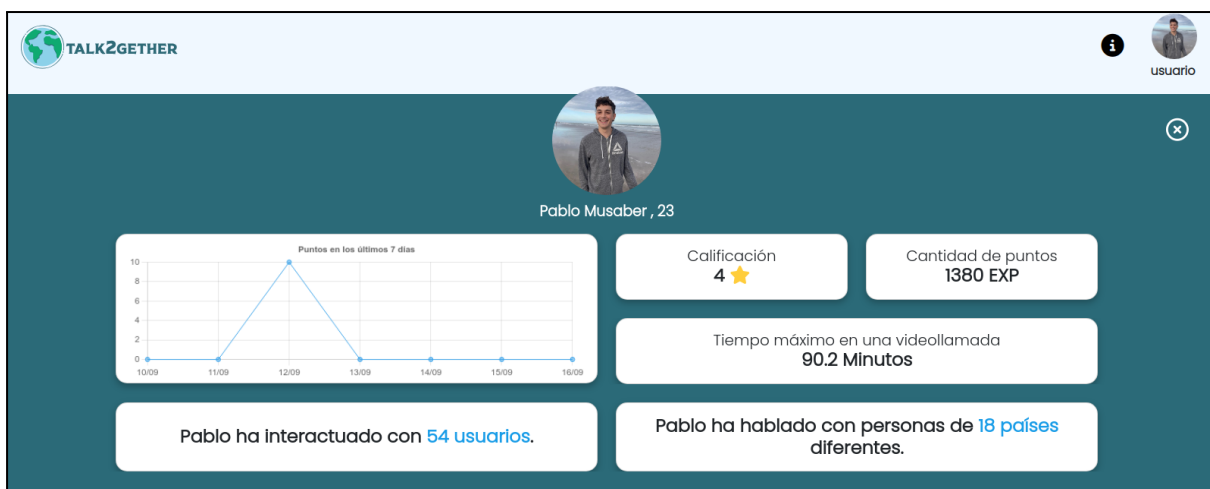 TALK2GETHER
usuario
Pablo Musaber , 23
Puntos en los últimos 7 días
10
8
6
4
2
0
10/09 11/09 12/09 13/09 14/09 15/09 16/09
Calificación
4
Cantidad de puntos
1380 EXP
Tiempo máximo en una videollamada
90.2 Minutos
Pablo ha interactuado con 54 usuarios.
Pablo ha hablado con personas de 18 países
diferentes.